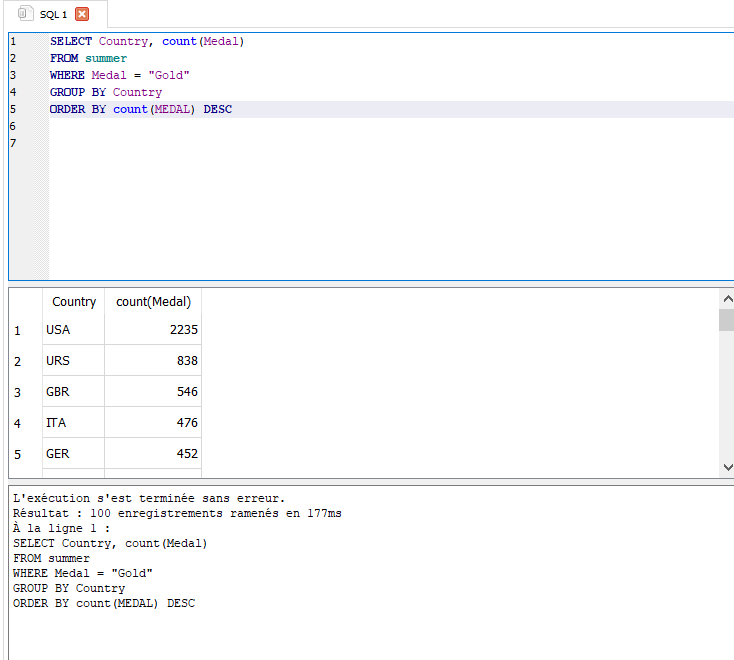 SQL 1
1 SELECT Country, count(Medal)
2 FROM summer
3 WHERE Medal = "Gold"
4 GROUP BY Country
5 ORDER BY count(MEDAL) DESC
6
7
Country count(Medal)
1 USA 2235
2 URS 838
3 GBR 546
4 ITA 476
5 GER 452
L'exécution s'est terminée sans erreur.
Résultat : 100 enregistrements ramenés en 177ms
À la ligne 1 :
SELECT Country, count(Medal)
FROM summer
WHERE Medal = "Gold"
GROUP BY Country
ORDER BY count(MEDAL) DESC